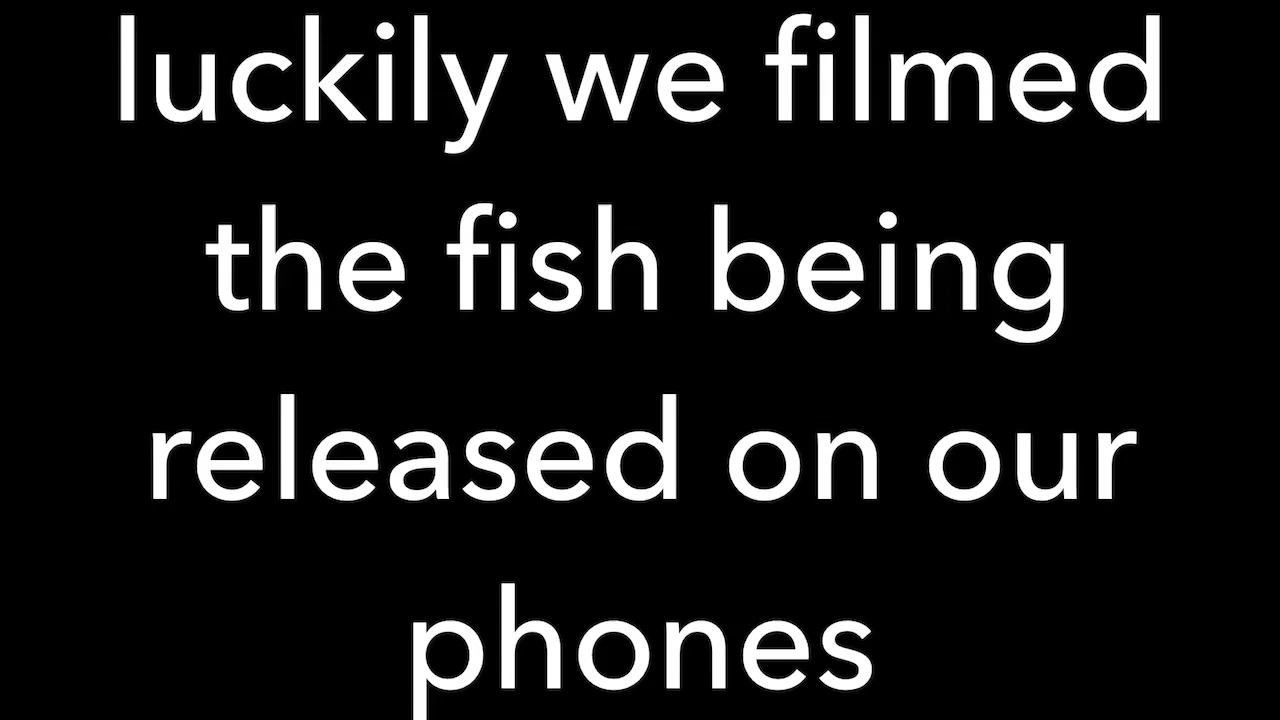 luckily we filmed
the fish being
released on our
phones